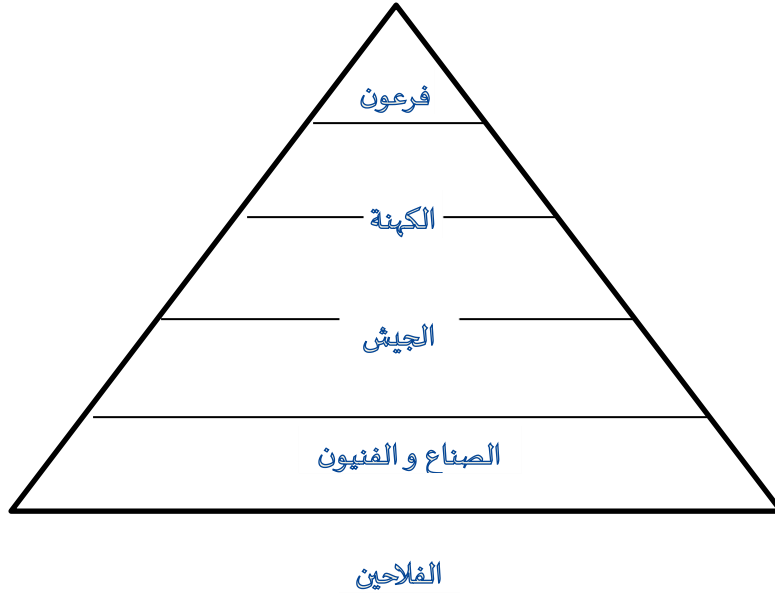 فرعون
الكهنة
الجيش
الصناع و الفنيون
الفلاحين